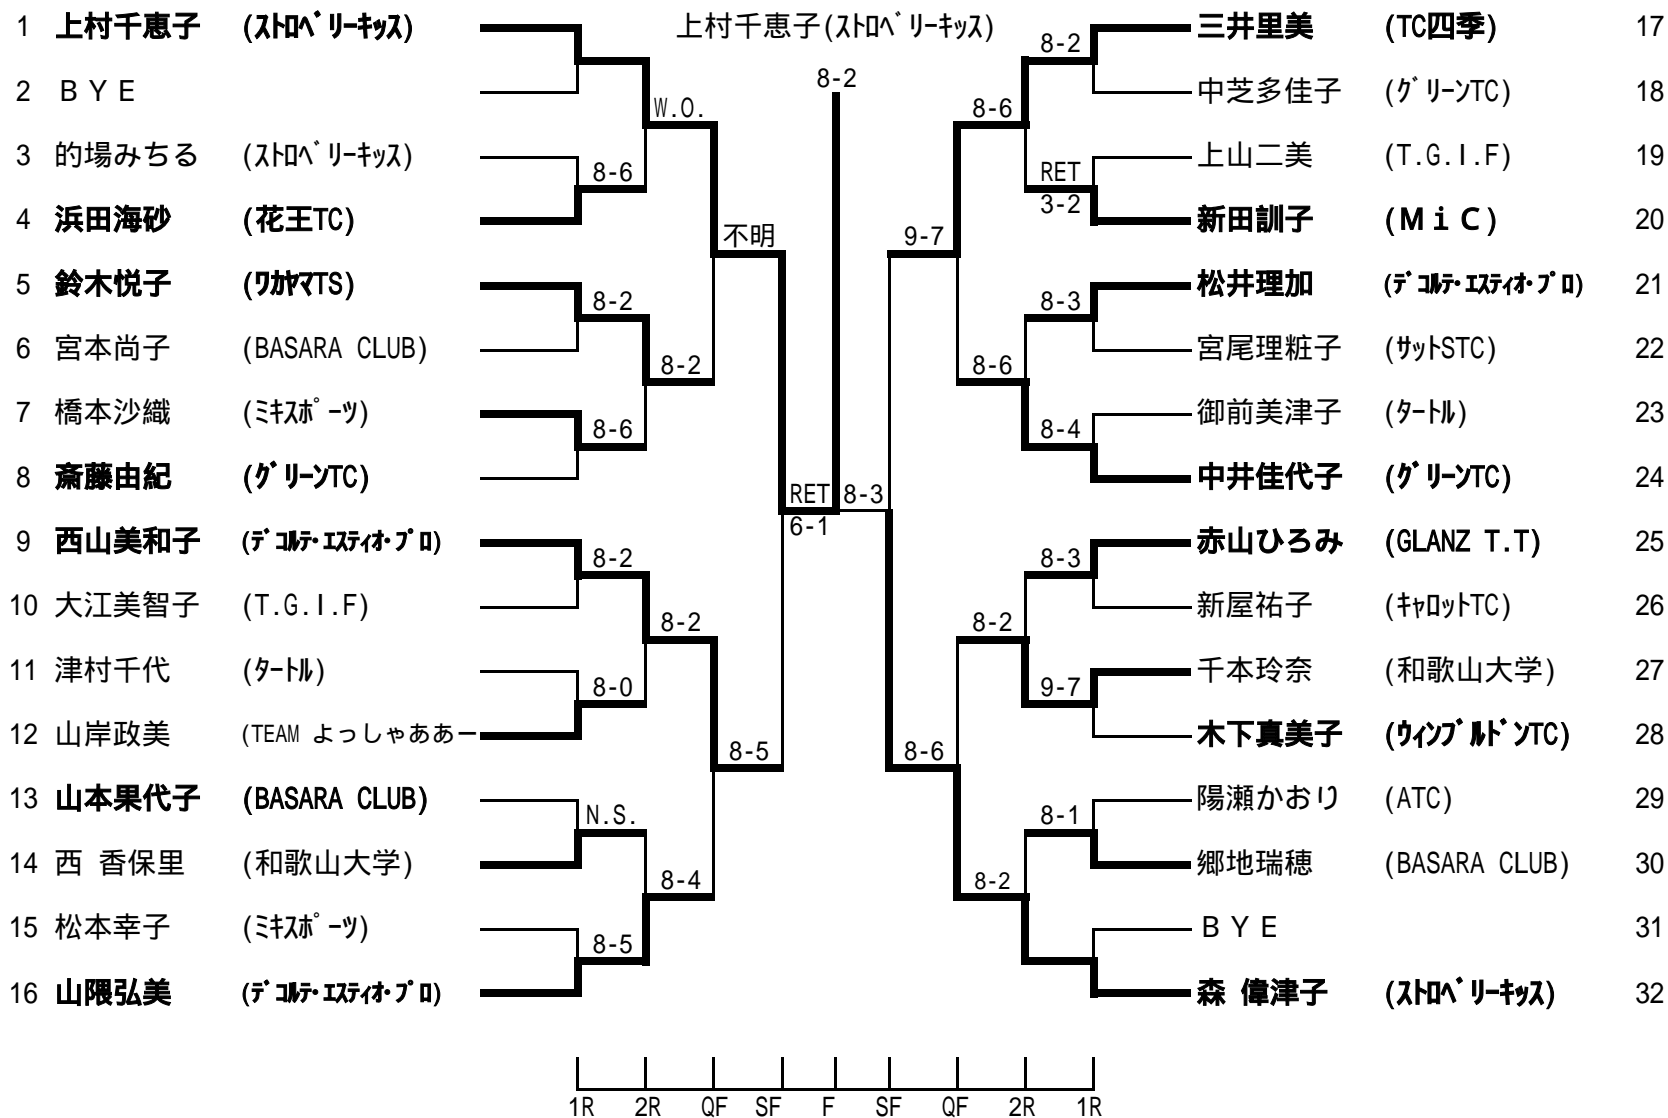 上村千恵子(ｽﾄﾛﾍﾞﾘｰｷｯｽ)
8-2
1 上村千恵子 (ｽﾄﾛﾍﾞﾘｰｷｯｽ)
2 ＢＹＥ
3 的場みちる (ｽﾄﾛﾍﾞﾘｰｷｯｽ)
4 浜田海砂 (花王TC)
5 鈴木悦子 (ﾜｶﾔﾏTS)
6 宮本尚子 (BASARA CLUB)
7 橋本沙織 (ﾐｷｽﾎﾟｰﾂ)
8 斎藤由紀 (ｸﾞﾘｰﾝTC)
9 西山美和子 (ﾃﾞｺﾙﾃ･ｴｽﾃｨｵ･ﾌﾟﾛ)
10 大江美智子 (T.G.I.F)
11 津村千代 (ﾀｰﾄﾙ)
12 山岸政美 (TEAM よっしゃああー
13 山本果代子 (BASARA CLUB)
14 西 香保里 (和歌山大学)
15 松本幸子 (ﾐｷｽﾎﾟｰﾂ)
16 山隈弘美 (ﾃﾞｺﾙﾃ･ｴｽﾃｨｵ･ﾌﾟﾛ)
8-6
8-2
8-6
8-2
8-0
N.S.
8-5
W.O.
8-2
8-2
8-4
不明
8-5
RET
6-1
8-3
9-7
8-6
8-6
8-6
8-2
8-2
8-2
RET
3-2
8-3
8-4
8-3
9-7
8-1
三井里美 (TC四季) 17
中芝多佳子 (ｸﾞﾘｰﾝTC) 18
上山二美 (T.G.I.F) 19
新田訓子 (ＭｉＣ) 20
松井理加 (ﾃﾞｺﾙﾃ･ｴｽﾃｨｵ･ﾌﾟﾛ) 21
宮尾理粧子 (ｻｯﾄSTC) 22
御前美津子 (ﾀｰﾄﾙ) 23
中井佳代子 (ｸﾞﾘｰﾝTC) 24
赤山ひろみ (GLANZ T.T) 25
新屋祐子 (ｷｬﾛｯﾄTC) 26
千本玲奈 (和歌山大学) 27
木下真美子 (ｳｨﾝﾌﾞﾙﾄﾞﾝTC) 28
陽瀬かおり (ATC) 29
郷地瑞穂 (BASARA CLUB) 30
ＢＹＥ 31
森 偉津子 (ｽﾄﾛﾍﾞﾘｰｷｯｽ) 32
1R 2R QF SF F SF QF 2R 1R